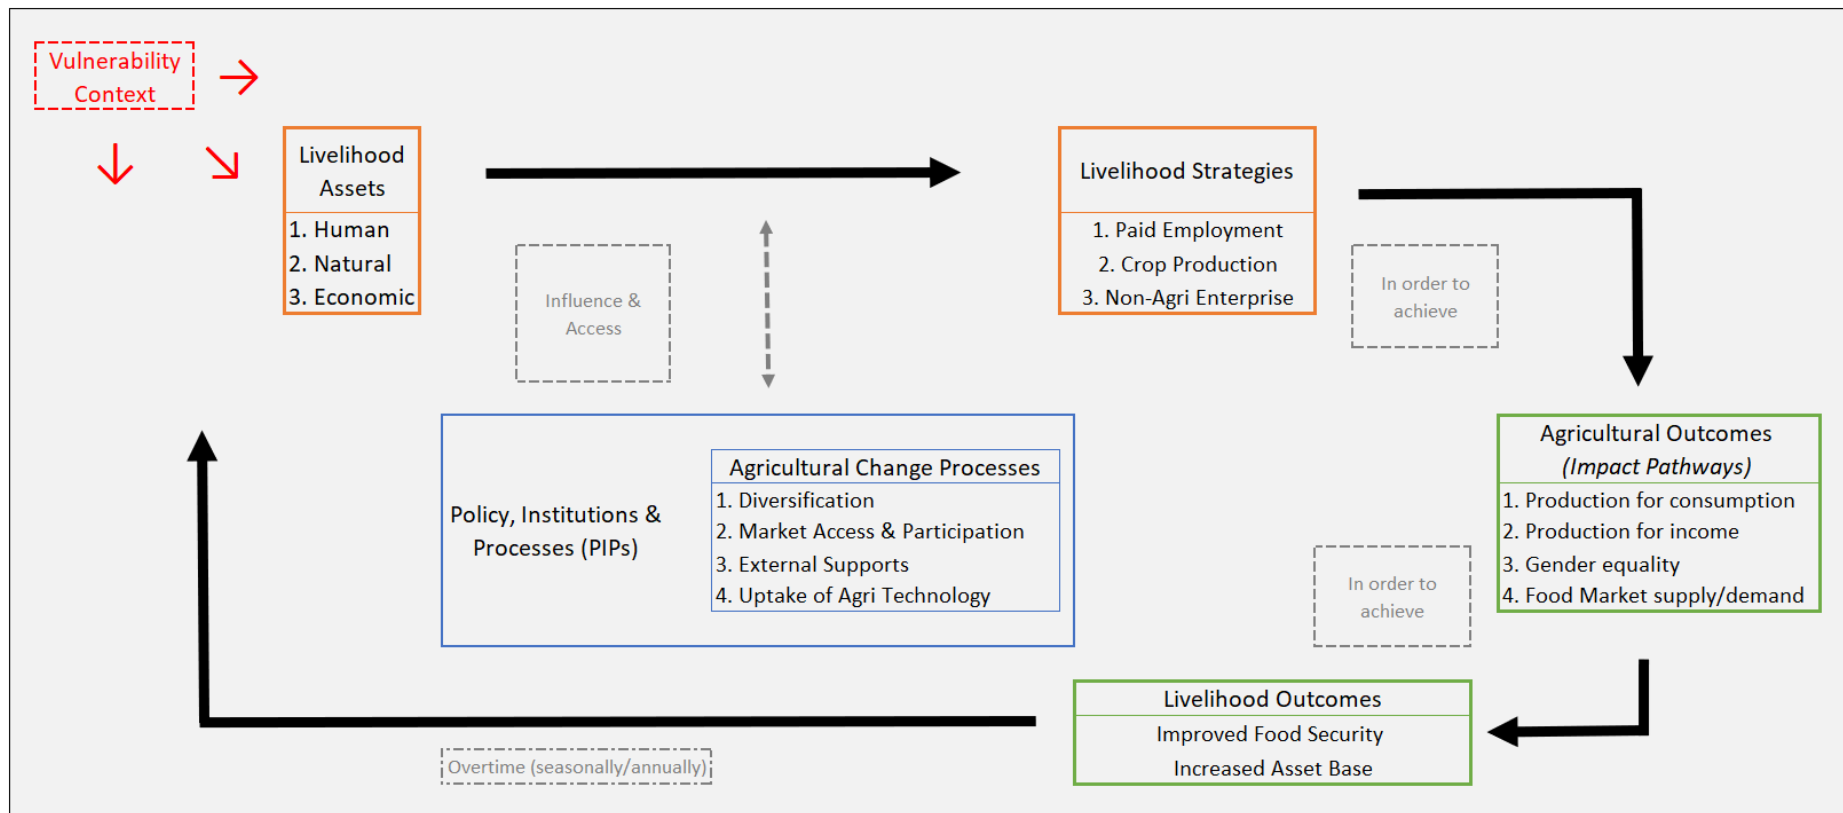 Vulnerability
Context
Livelihood
Assets
1. Human
2. Natural
3. Economic
Influence &
Access
Livelihood Strategies
1. Paid Employment
2. Crop Production
3. Non-Agri Enterprise
In order to
achieve
Policy, Institutions &
Processes (PIPs)
Agricultural Change Processes
1. Diversification
2. Market Access & Participation
3. External Supports
4. Uptake of Agri Technology
Agricultural Outcomes
(Impact Pathways)
1. Production for consumption
2. Production for income
3. Gender equality
4. Food Market supply/demand
In order to
achieve
Livelihood Outcomes
Improved Food Security
Increased Asset Base
Overtime (seasonally/annually)